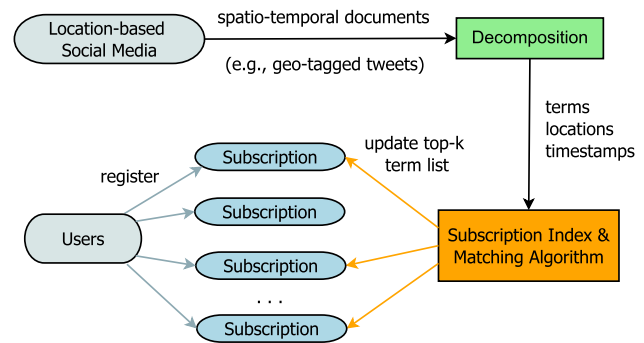 Location-based
Social Media
spatio-temporal documents
(e.g., geo-tagged tweets)
Decomposition
terms
locations
timestamps
update top-k
term list
register
Subscription
Subscription
Users
Subscription
. . .
Subscription
Subscription Index &
Matching Algorithm